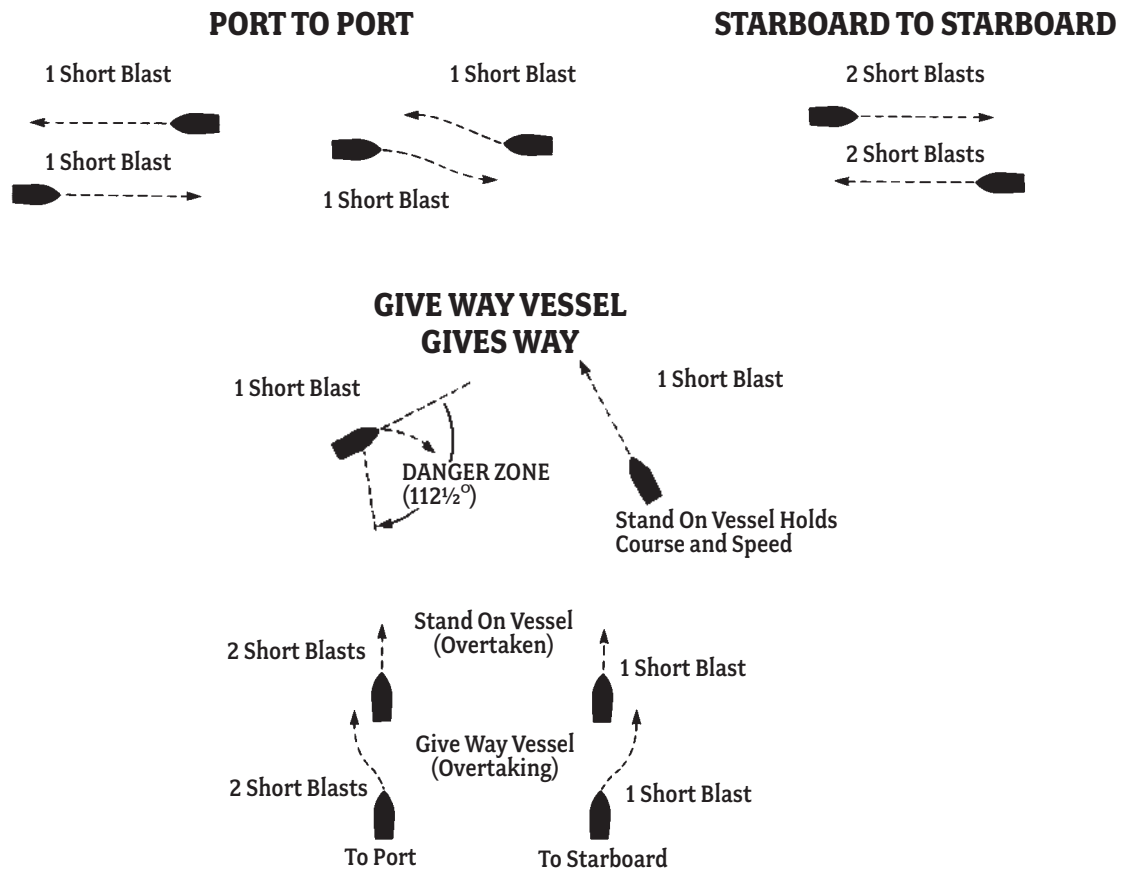 PORT TO PORT
STARBOARD TO STARBOARD
1 Short Blast
1 Short Blast
2 Short Blasts
1 Short Blast
2 Short Blasts
1 Short Blast
GIVE WAY VESSEL
GIVES WAY
1 Short Blast
1 Short Blast
DANGER ZONE
(112½°)
Stand On Vessel Holds
Course and Speed
Stand On Vessel
(Overtaken)
2 Short Blasts
1 Short Blast
Give Way Vessel
(Overtaking)
2 Short Blasts
1 Short Blast
To Port
To Starboard